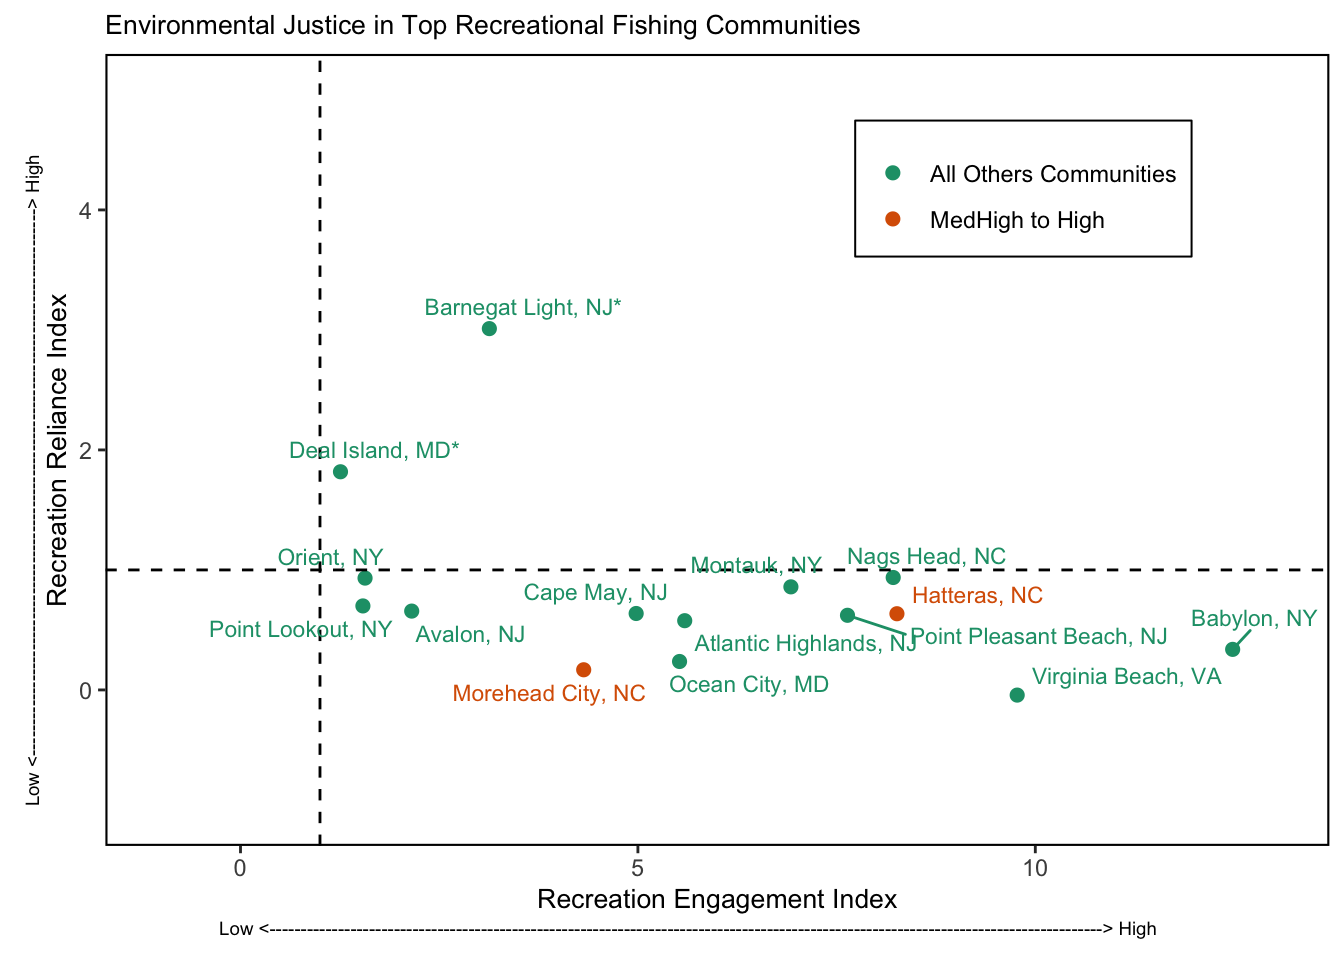 Environmental Justice in Top Recreational Fishing Communities
All Others Communities
MedHigh to High
Barnegat Light, NJ*
Deal Island, MD*
Orient, NY
Montauk, NY
Nags Head, NC
Cape May, NJ
Hatteras, NC
Babylon, NY
Point Lookout, NY
Avalon, NJ
Atlantic Highlands, NJ
Point Pleasant Beach, NJ
Ocean City, MD
Virginia Beach, VA
Morehead City, NC
4
2
0
Recreation Reliance Index
Low <--------------------------------------------------------------------------------------------> High
0 5 10
Recreation Engagement Index
Low <--------------------------------------------------------------------------------------------------------------------------------------------> High